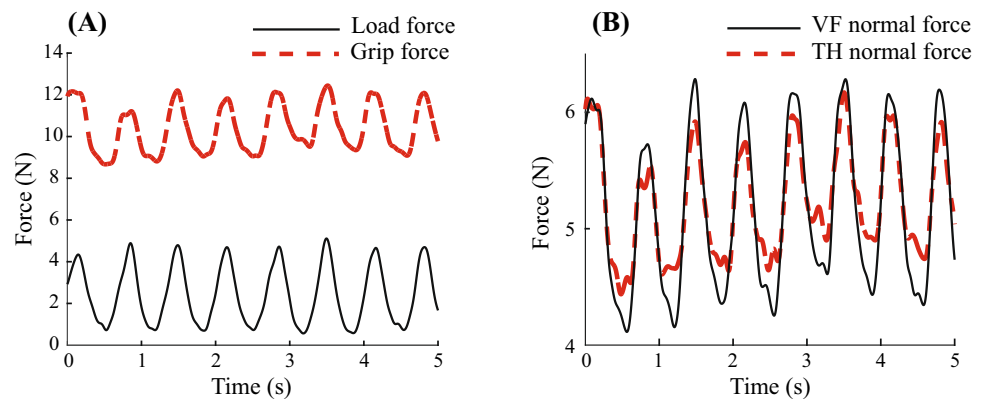 (A)
Load force
Grip force
14
12
10
8
6
4
2
0
Force (N)
0 1 2 3 4 5
Time (s)
(B)
VF normal force
TH normal force
6
5
4
Force (N)
0 1 2 3 4 5
Time (s)